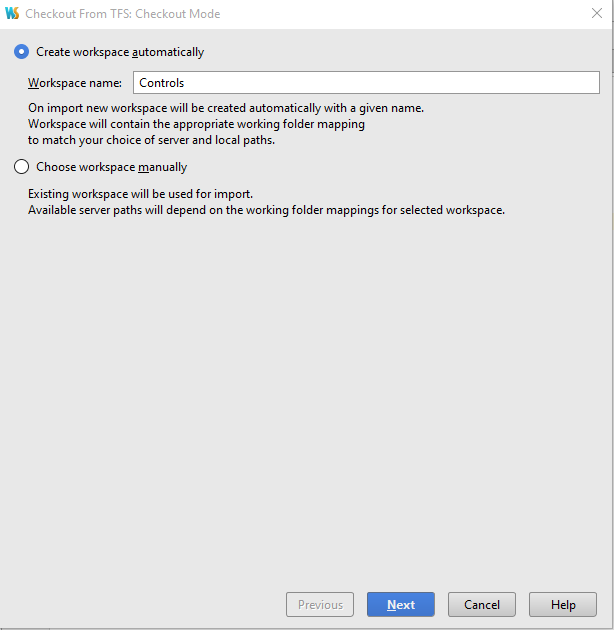 WS Checkout From TFS: Checkout Mode
Create workspace automatically
Workspace name: Controls
On import new workspace will be created automatically with a given name.
Workspace will contain the appropriate working folder mapping
to match your choice of server and local paths.
Choose workspace manually
Existing workspace will be used for import.
Available server paths will depend on the working folder mappings for selected workspace.
Previous Next Cancel Help